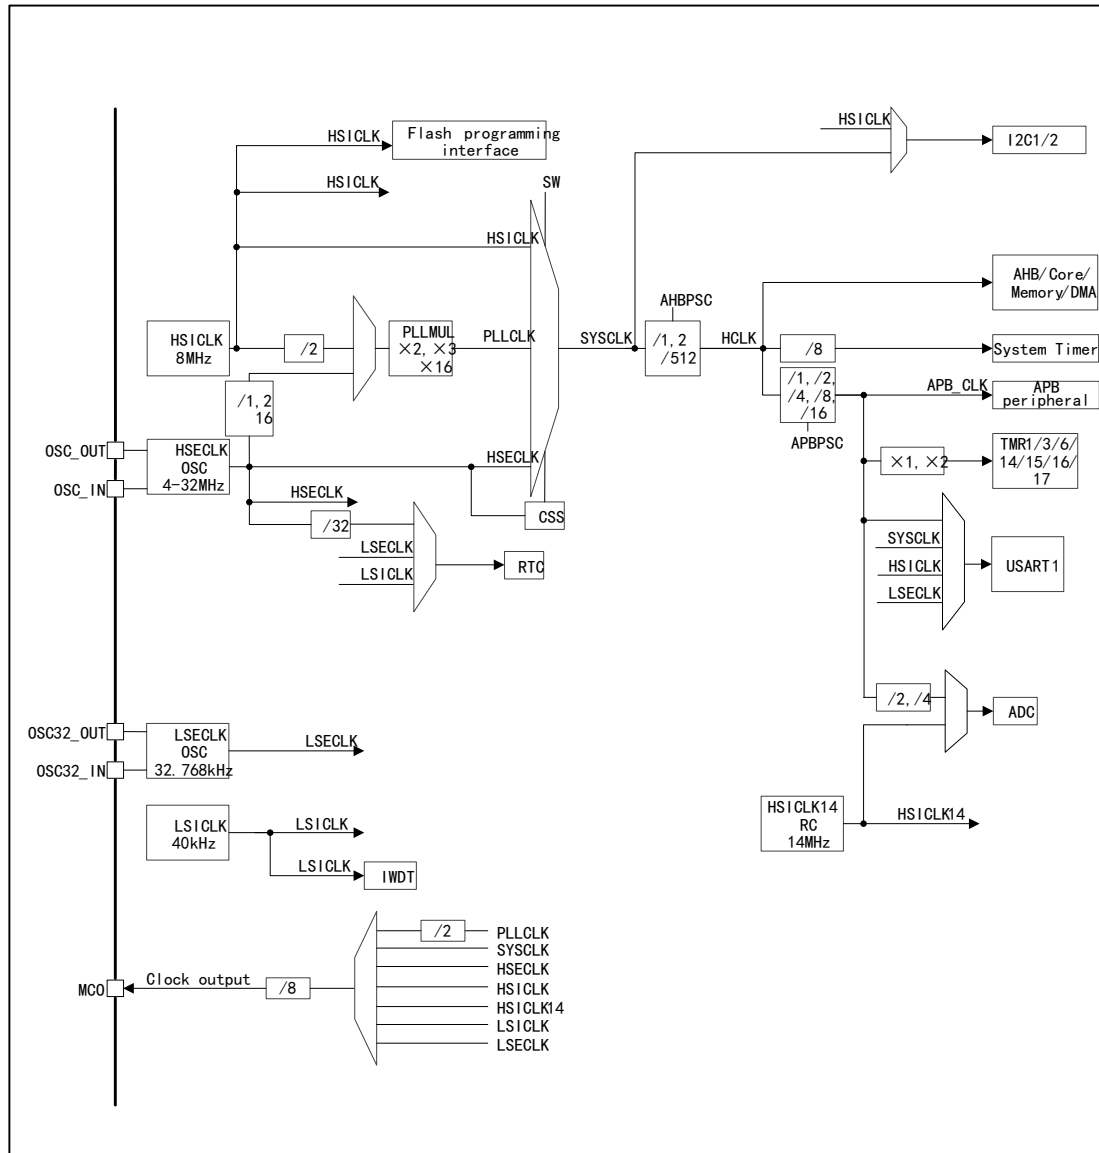 HSICLK
Flash programming
interface
HSICLK
HSICLK
I2C1/2
SW
HSICLK
AHB/Core/
Memory/DMA
AHBPSC
HSICLK
8MHz
/2
PLLMUL
×2, ×3
×16
PLLCLK
SYSCLK
/1, 2
/512
HCLK
/8
System Timer
/1, 2
16
/1, /2,
/4, /8,
/16
APBPSC
APB_CLK
APB
peripheral
OSC_OUT
OSC_IN
HSECLK
OSC
4-32MHz
HSECLK
×1, ×2
TMR1/3/6/
14/15/16/
17
HSECLK
CSS
/32
LSECLK
LSICLK
RTC
SYSCLK
HSICLK
LSECLK
USART1
/2, /4
ADC
OSC32_OUT
OSC32_IN
LSECLK
OSC
32.768kHz
LSECLK
HSICLK14
RC
14MHz
HSICLK14
LSICLK
40kHz
LSICLK
LSICLK
IWDT
/2
PLLCLK
SYSCLK
HSECLK
HSICLK
HSICLK14
LSICLK
LSECLK
MCO
Clock output
/8